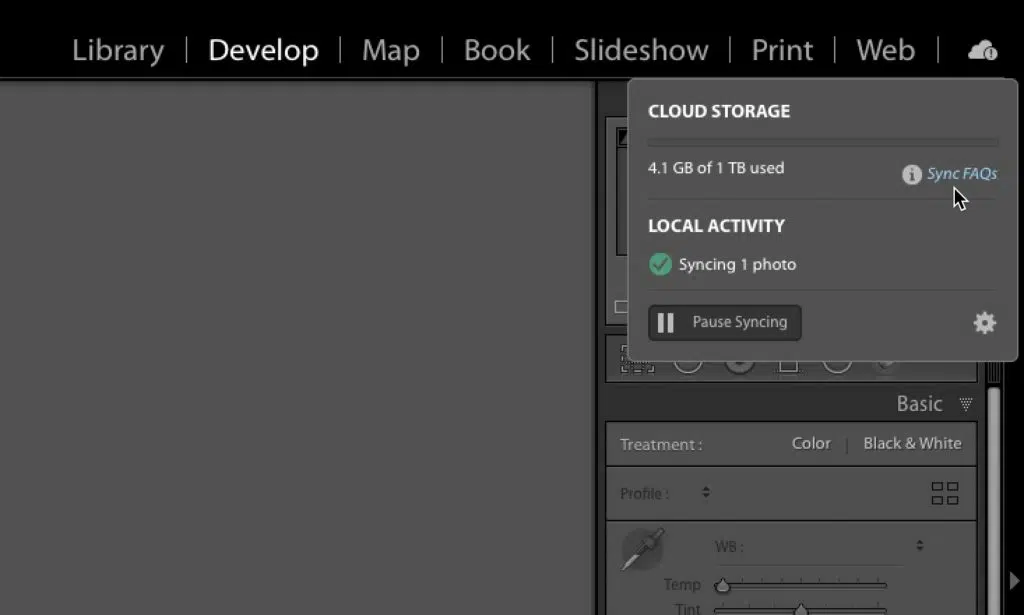 Library | Develop | Map | Book | Slideshow | Print | Web |
CLOUD STORAGE
4.1 GB of 1 TB used
Sync FAQs
LOCAL ACTIVITY
Syncing 1 photo
Pause Syncing
Basic
Treatment : Color | Black & White
Profile :
WB :
Temp
Tint